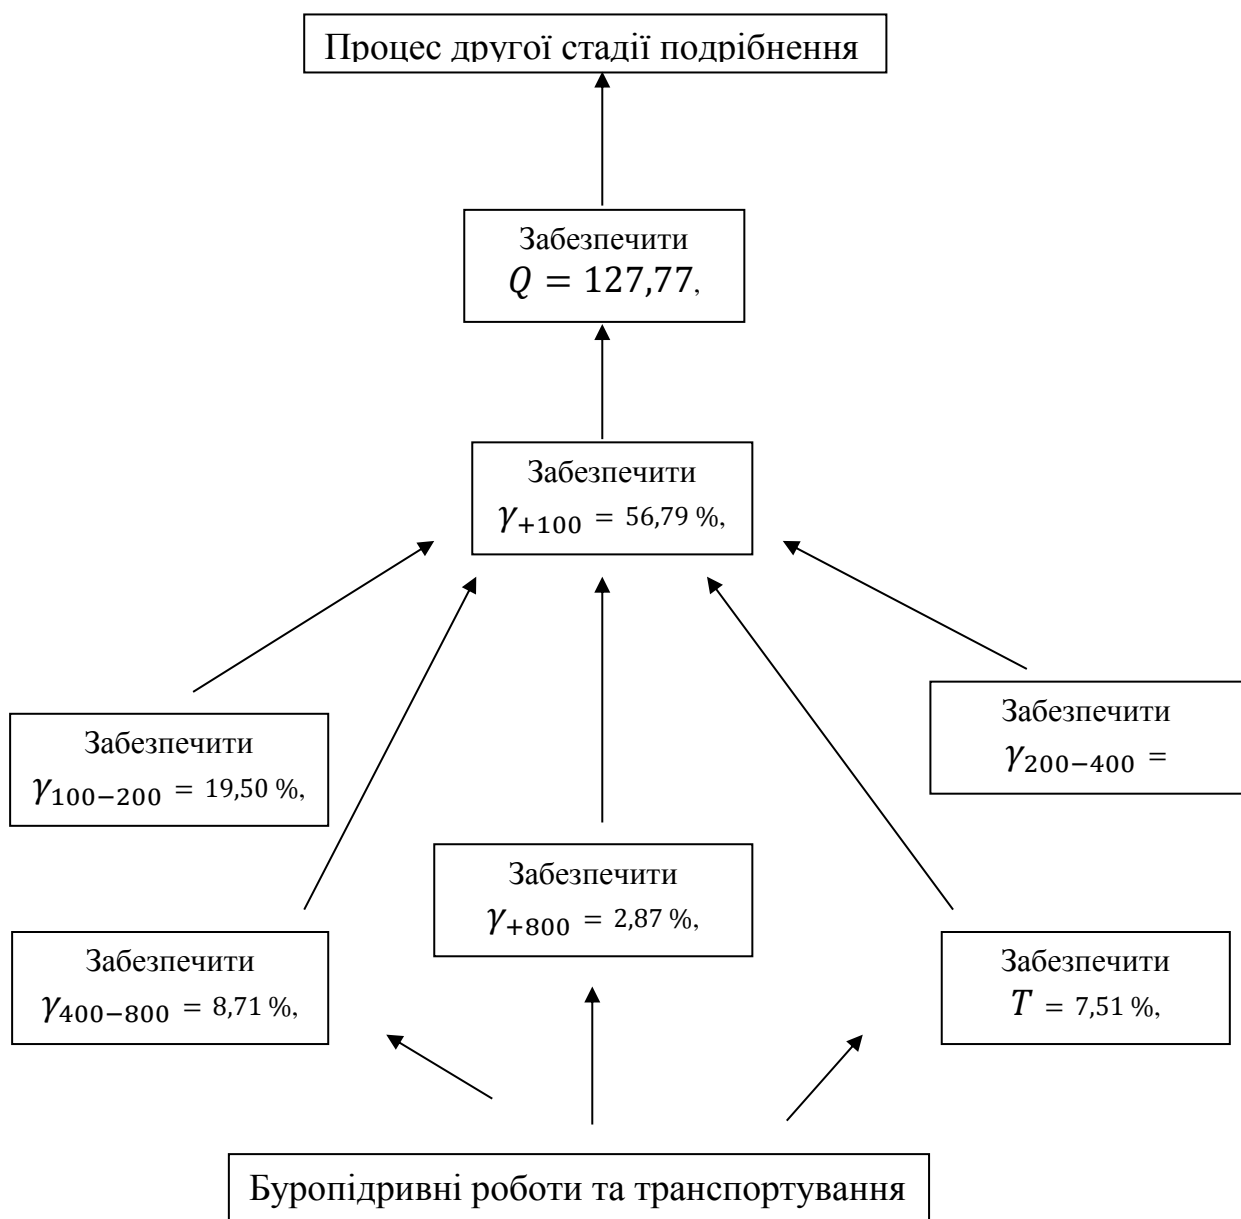 Процес другої стадії подрібнення
Забезпечити
Q = 127,77,
Забезпечити
γ₊₁₀₀ = 56,79 %,
Забезпечити
γ₂₀₀₋₄₀₀ =
Забезпечити
γ₁₀₀₋₂₀₀ = 19,50 %,
Забезпечити
γ₊₈₀₀ = 2,87 %,
Забезпечити
γ₄₀₀₋₈₀₀ = 8,71 %,
Забезпечити
T = 7,51 %,
Буропідривні роботи та транспортування